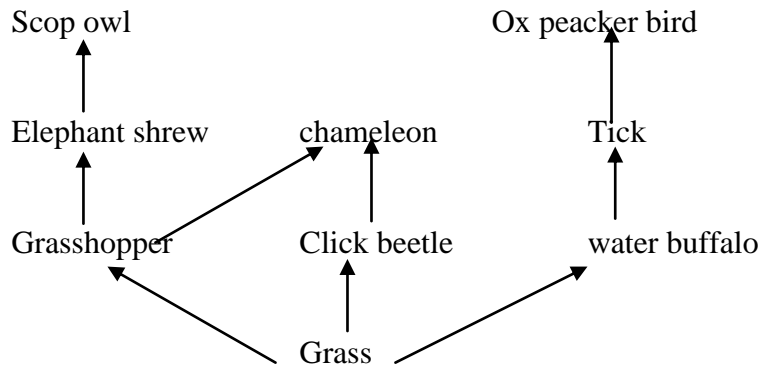 Scop owl Ox peacker bird
Elephant shrew chameleon Tick
Grasshopper Click beetle water buffalo
Grass